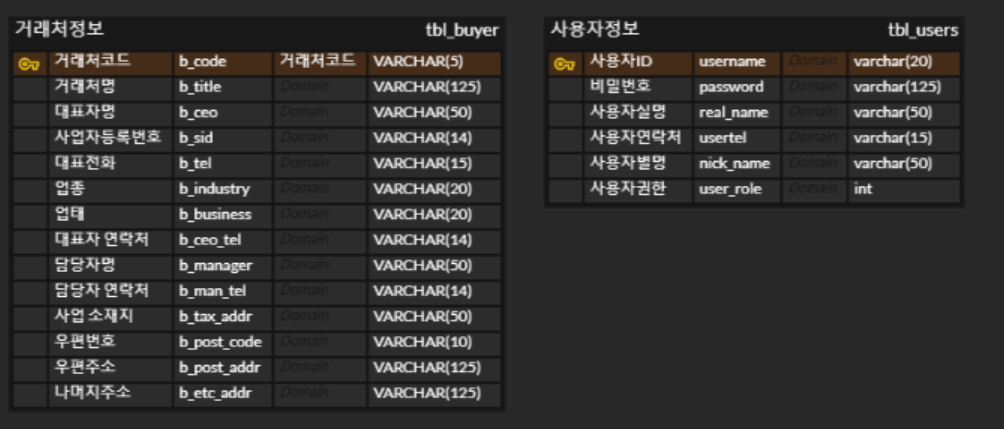 거래처정보 tbl_buyer
거래처코드 b_code 거래처코드 VARCHAR(5)
거래처명 b_title Domain VARCHAR(125)
대표자명 b_ceo Domain VARCHAR(50)
사업자등록번호 b_sid Domain VARCHAR(14)
대표전화 b_tel Domain VARCHAR(15)
업종 b_industry Domain VARCHAR(20)
업태 b_business Domain VARCHAR(20)
대표자 연락처 b_ceo_tel Domain VARCHAR(14)
담당자명 b_manager Domain VARCHAR(50)
담당자 연락처 b_man_tel Domain VARCHAR(14)
사업 소재지 b_tax_addr Domain VARCHAR(50)
우편번호 b_post_code Domain VARCHAR(10)
우편주소 b_post_addr Domain VARCHAR(125)
나머지주소 b_etc_addr Domain VARCHAR(125)
사용자정보 tbl_users
사용자ID username Domain varchar(20)
비밀번호 password Domain varchar(125)
사용자실명 real_name Domain varchar(50)
사용자연락처 usertel Domain varchar(15)
사용자별명 nick_name Domain varchar(50)
사용자권한 user_role Domain int